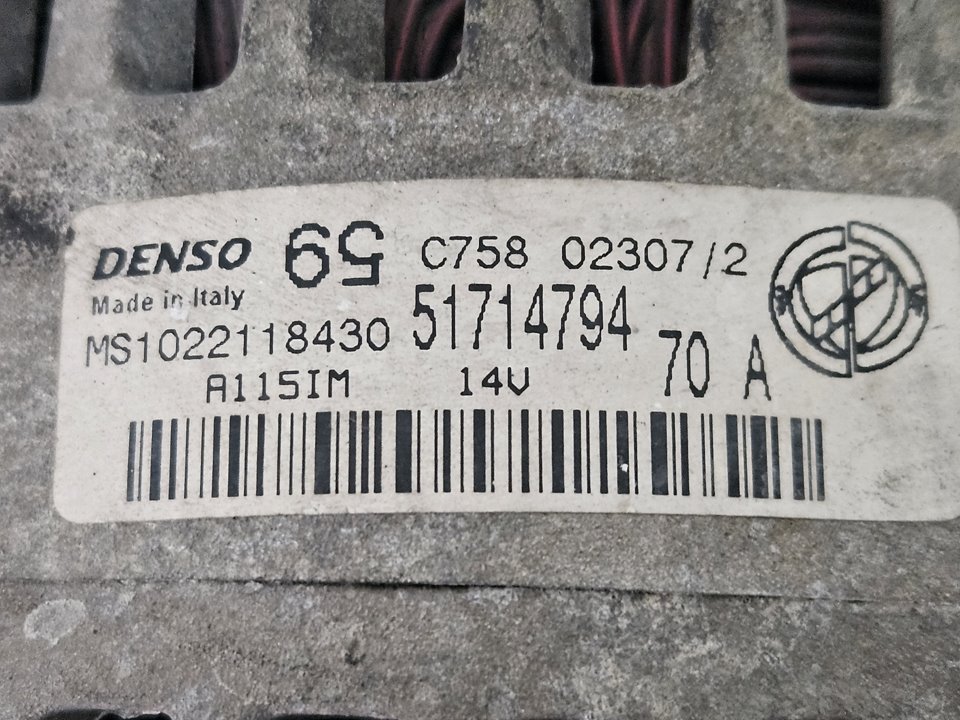 DENSO 59 C758 02307/2
Made in Italy
MS1022118430 51714794 70 A
A115IM 14V